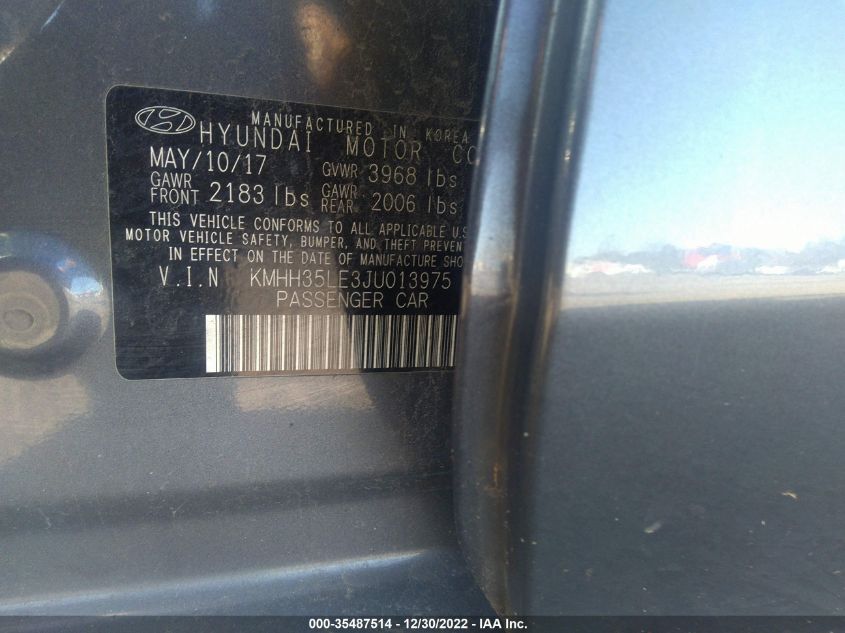 MANUFACTURED IN KOREA
HYUNDAI MOTOR CO
MAY/10/17 GVWR 3968 lbs
GAWR FRONT 2183 lbs GAWR REAR 2006 lbs
THIS VEHICLE CONFORMS TO ALL APPLICABLE U.S
MOTOR VEHICLE SAFETY, BUMPER, AND THEFT PREVENT
IN EFFECT ON THE DATE OF MANUFACTURE SHO
V.I.N KMHH35LE3JU013975
PASSENGER CAR
000-35487514 - 12/30/2022 - IAA Inc.